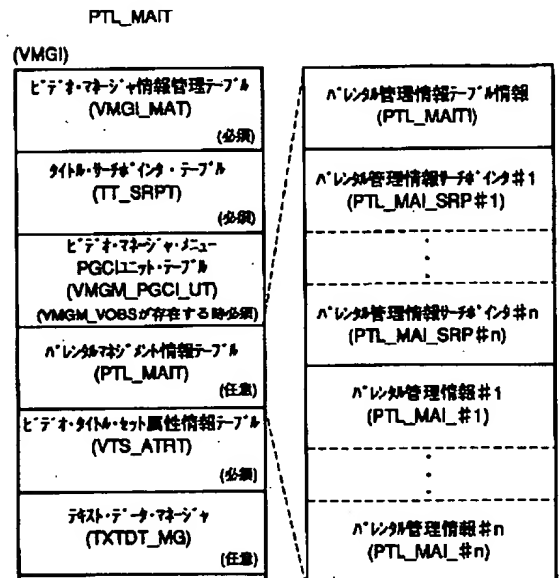 PTL_MAIT
(VMGI)
ビデオ・マネージャ情報管理テーブル
(VMGI_MAT)
(必須)
タイトル・サーチポインタ・テーブル
(TT_SRPT)
(必須)
ビデオ・マネージャ・メニュー
PGCIユニット・テーブル
(VMGM_PGCI_UT)
(VMGM_VOBSが存在する時必須)
パレンタルマネジメント情報テーブル
(PTL_MAIT)
(任意)
ビデオ・タイトル・セット属性情報テーブル
(VTS_ATRT)
(必須)
テキスト・データ・マネージャ
(TXTDT_MG)
(任意)
パレンタル管理情報テーブル情報
(PTL_MAITI)
パレンタル管理情報サーチポインタ#1
(PTL_MAI_SRP#1)
パレンタル管理情報サーチポインタ#n
(PTL_MAI_SRP#n)
パレンタル管理情報#1
(PTL_MAI_#1)
パレンタル管理情報#n
(PTL_MAI_#n)